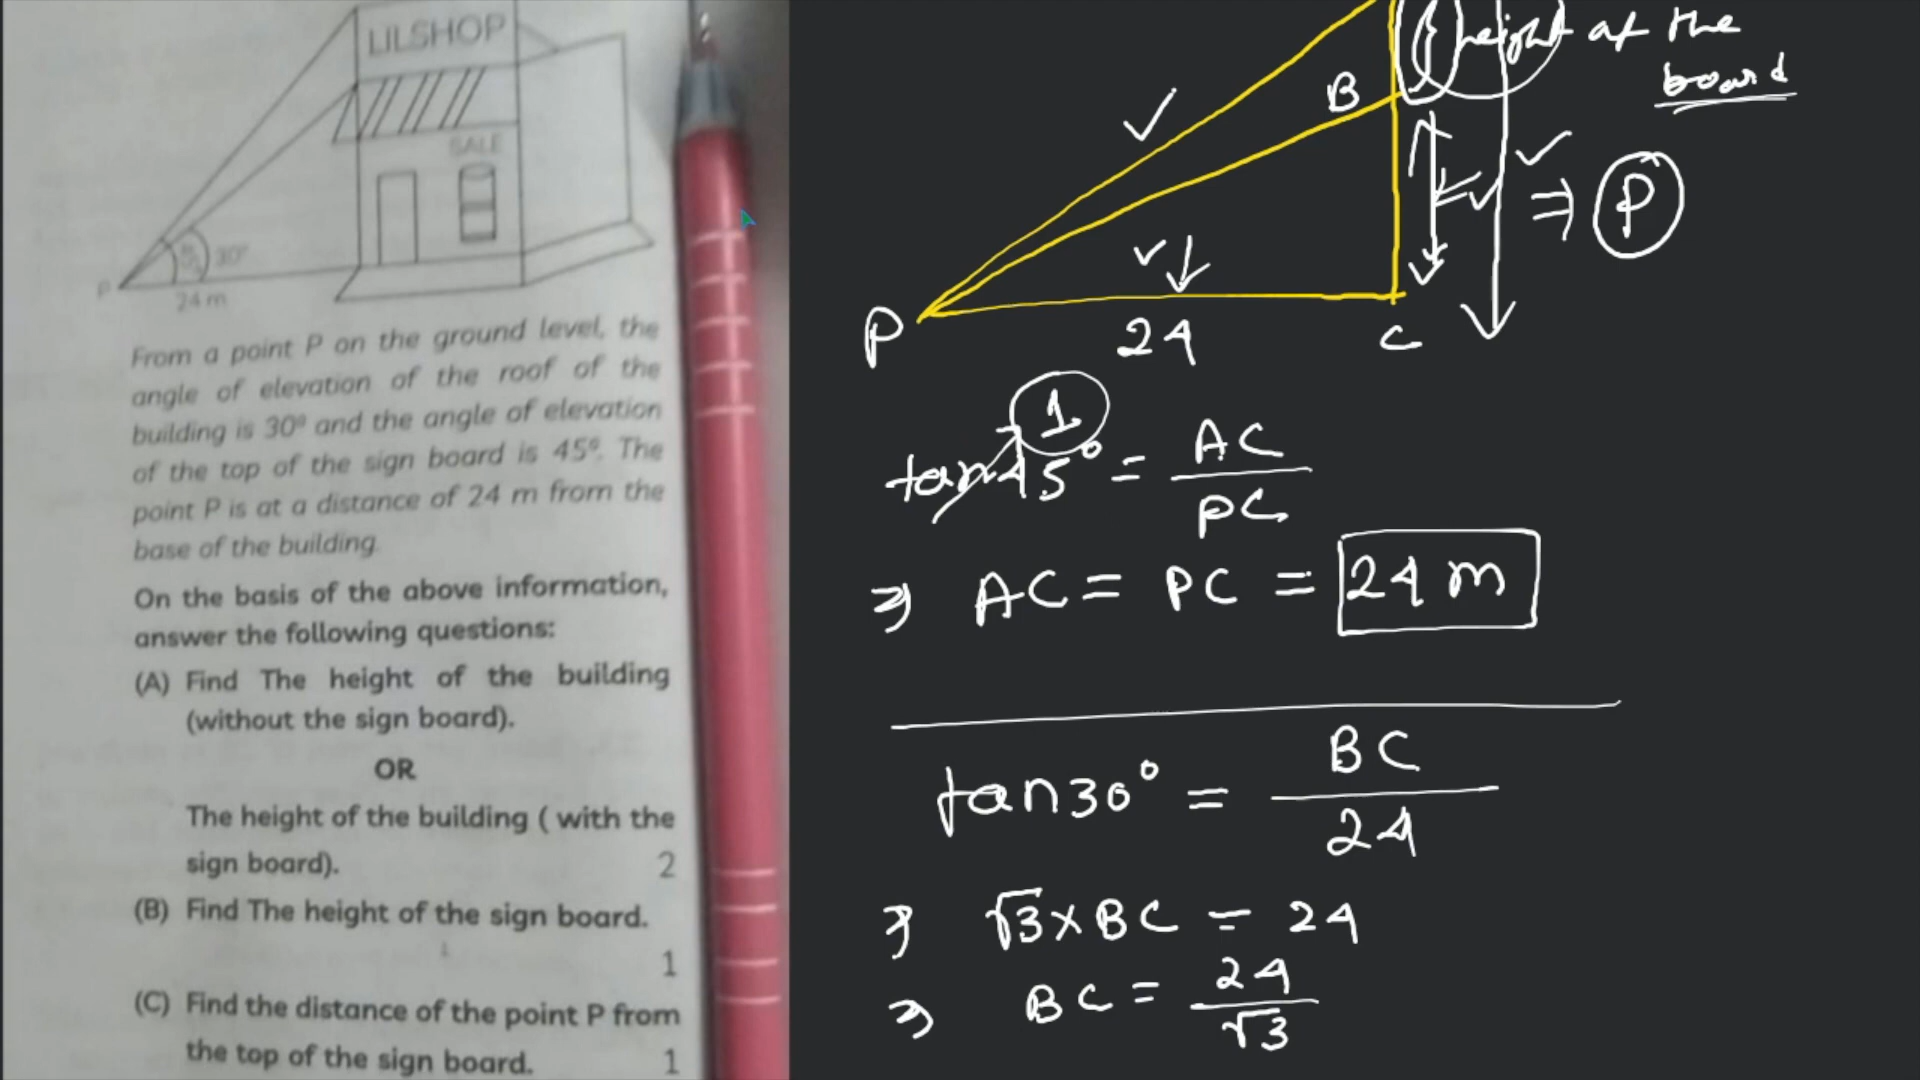 LILSHOP
SALE
30°
P
24 m
From a point P on the ground level, the
angle of elevation of the roof of the
building is 30° and the angle of elevation
of the top of the sign board is 45°. The
point P is at a distance of 24 m from the
base of the building.
On the basis of the above information,
answer the following questions:
(A) Find The height of the building
(without the sign board).
OR
The height of the building ( with the
sign board).
2
(B) Find The height of the sign board.
1
(C) Find the distance of the point P from
the top of the sign board.
1
height of the
board
B
⇒ P
P
24
C
1
tan45° = AC/PC
⇒ AC = PC = 24 m
tan30° = BC/24
⇒ √3 × BC = 24
⇒ BC = 24/√3